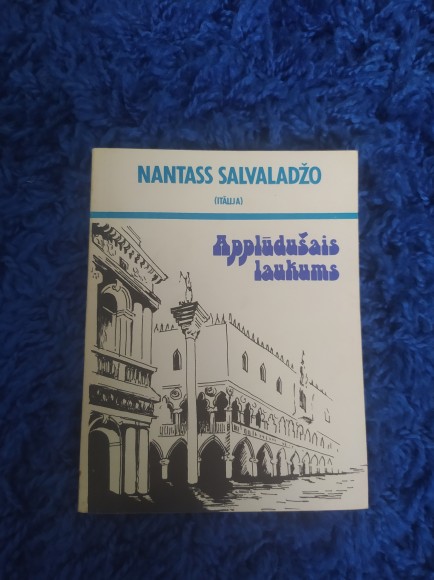 NANTASS SALVALADŽO
(ITĀLIJA)
Applūdušais
laukums